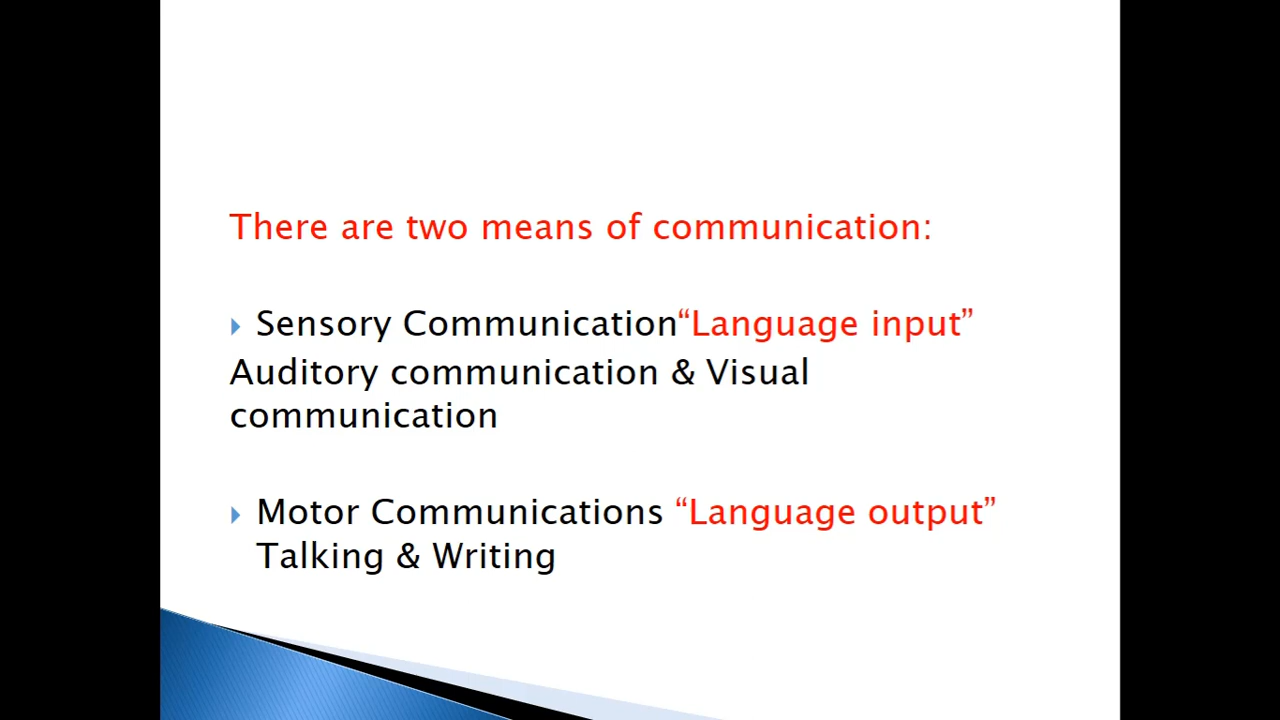 There are two means of communication:
Sensory Communication“Language input”
Auditory communication & Visual
communication
Motor Communications “Language output”
Talking & Writing